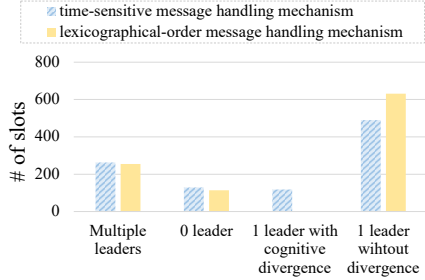 time-sensitive message handling mechanism
lexicographical-order message handling mechanism
800
600
400
200
0
# of slots
Multiple
leaders
0 leader
1 leader with
cognitive
divergence
1 leader
wihtout
divergence